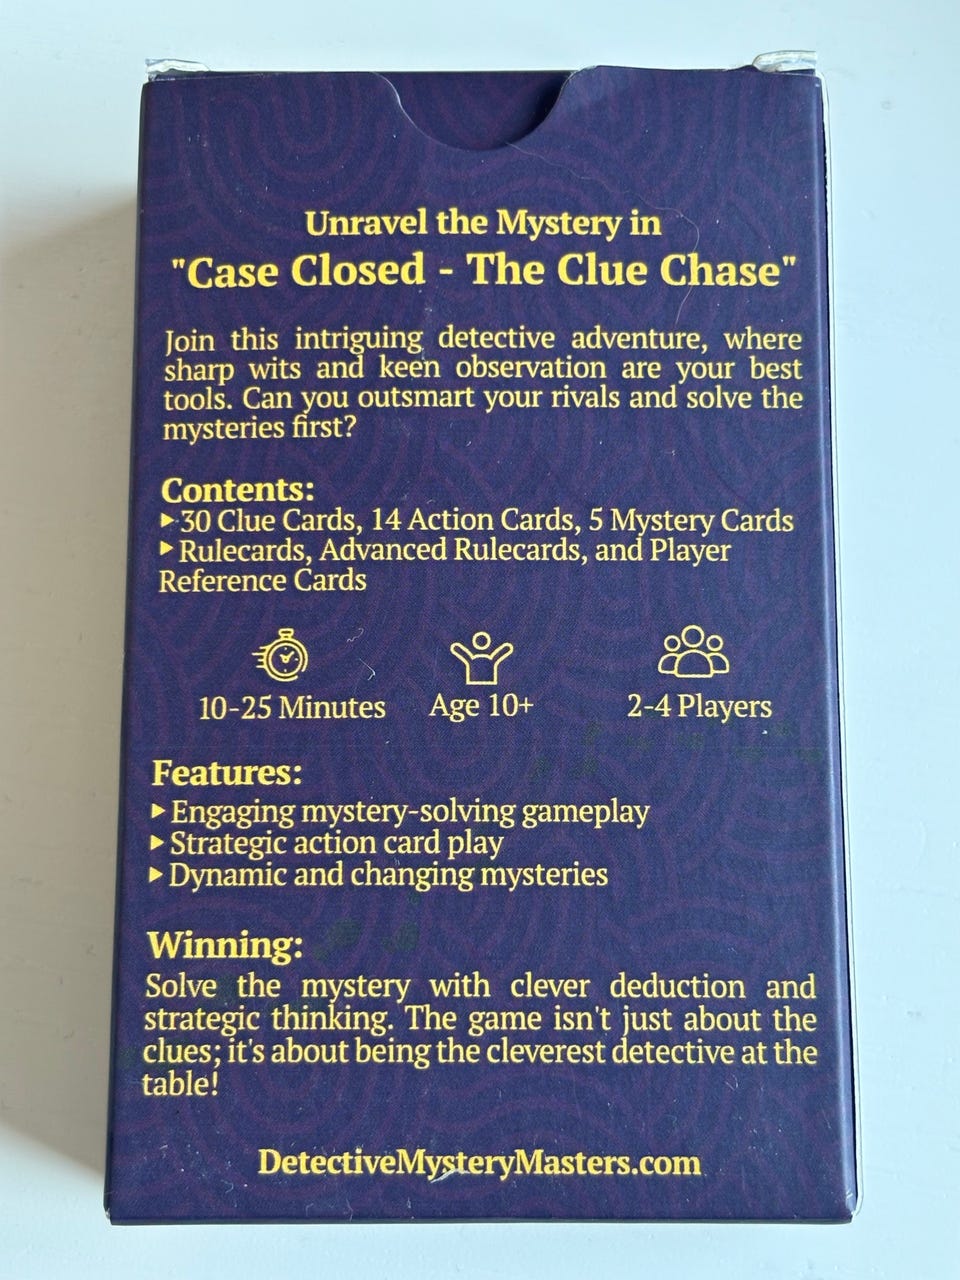 Unravel the Mystery in
"Case Closed - The Clue Chase"
Join this intriguing detective adventure, where
sharp wits and keen observation are your best
tools. Can you outsmart your rivals and solve the
mysteries first?
Contents:
▸ 30 Clue Cards, 14 Action Cards, 5 Mystery Cards
▸ Rulecards, Advanced Rulecards, and Player
Reference Cards
10-25 Minutes Age 10+ 2-4 Players
Features:
▸ Engaging mystery-solving gameplay
▸ Strategic action card play
▸ Dynamic and changing mysteries
Winning:
Solve the mystery with clever deduction and
strategic thinking. The game isn't just about the
clues; it's about being the cleverest detective at the
table!
DetectiveMysteryMasters.com